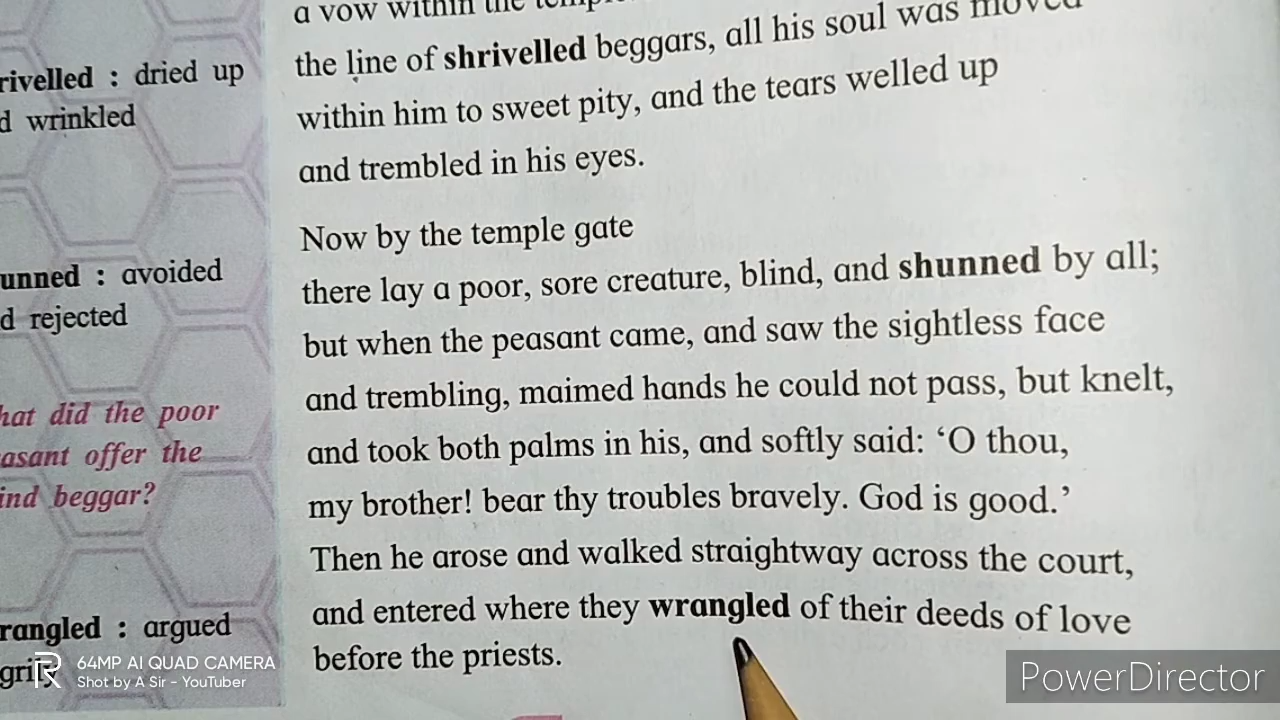 a vow within the
the line of shrivelled beggars, all his soul was moved
within him to sweet pity, and the tears welled up
and trembled in his eyes.
Now by the temple gate
there lay a poor, sore creature, blind, and shunned by all;
but when the peasant came, and saw the sightless face
and trembling, maimed hands he could not pass, but knelt,
and took both palms in his, and softly said: ‘O thou,
my brother! bear thy troubles bravely. God is good.’
Then he arose and walked straightway across the court,
and entered where they wrangled of their deeds of love
before the priests.
rivelled : dried up
d wrinkled
unned : avoided
d rejected
hat did the poor
asant offer the
ind beggar?
rangled : argued
64MP AI QUAD CAMERA
Shot by A Sir - YouTuber
PowerDirector